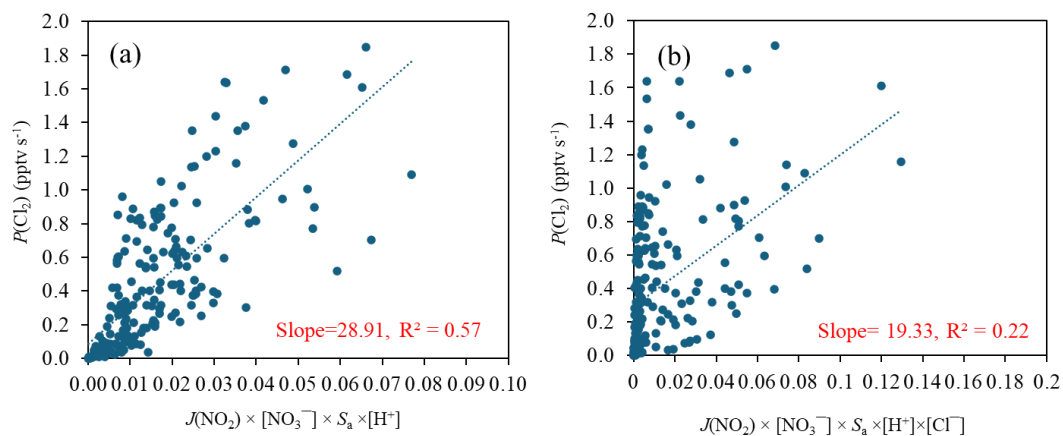 (a)
P(Cl₂) (pptv s⁻¹)
2.0
1.8
1.6
1.4
1.2
1.0
0.8
0.6
0.4
0.2
0.0
Slope=28.91, R² = 0.57
0.00 0.01 0.02 0.03 0.04 0.05 0.06 0.07 0.08 0.09 0.10
J(NO₂) × [NO₃⁻] × Sₐ ×[H⁺]
(b)
P(Cl₂) (pptv s⁻¹)
2.0
1.8
1.6
1.4
1.2
1.0
0.8
0.6
0.4
0.2
0.0
Slope= 19.33, R² = 0.22
0 0.02 0.04 0.06 0.08 0.1 0.12 0.14 0.16 0.18 0.2
J(NO₂) × [NO₃⁻] × Sₐ ×[H⁺]×[Cl⁻]